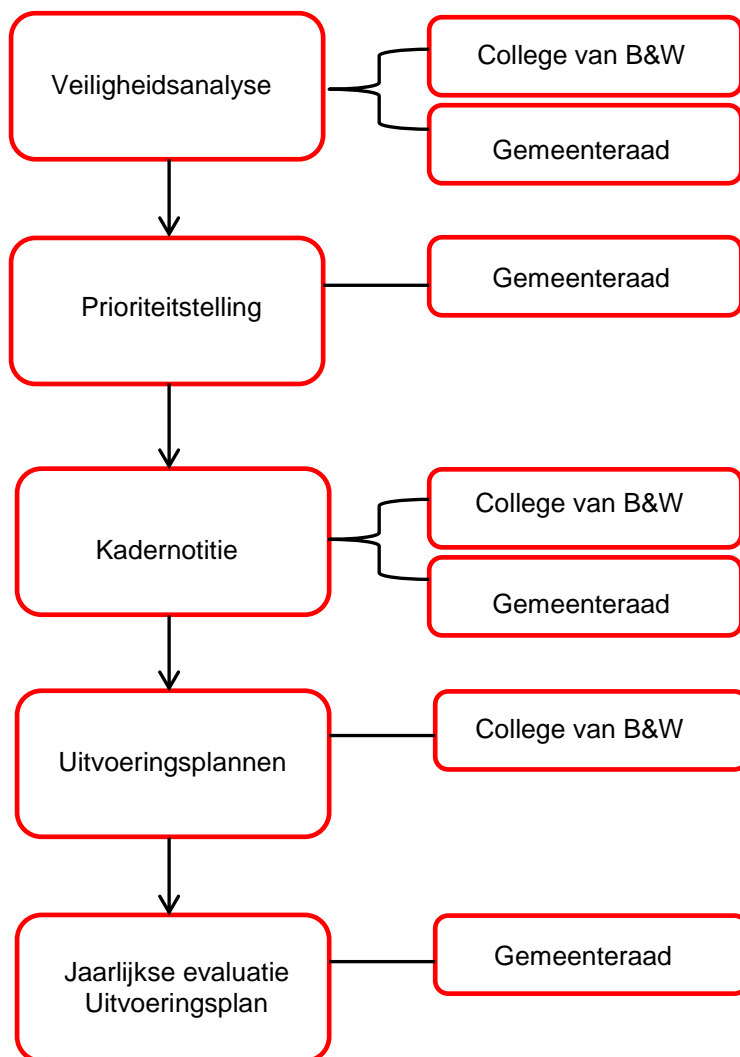 Veiligheidsanalyse
College van B&W
Gemeenteraad
Prioriteitstelling
Gemeenteraad
Kadernotitie
College van B&W
Gemeenteraad
Uitvoeringsplannen
College van B&W
Jaarlijkse evaluatie
Uitvoeringsplan
Gemeenteraad